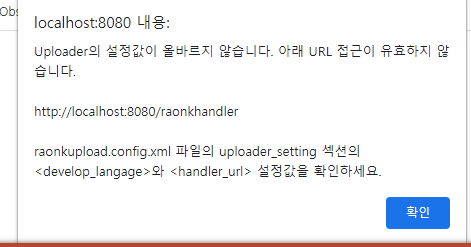 Obs
localhost:8080 내용:
Uploader의 설정값이 올바르지 않습니다. 아래 URL 접근이 유효하지 않
습니다.
http://localhost:8080/raonkhandler
raonkupload.config.xml 파일의 uploader_setting 섹션의
<develop_langage>와 <handler_url> 설정값을 확인하세요.
확인